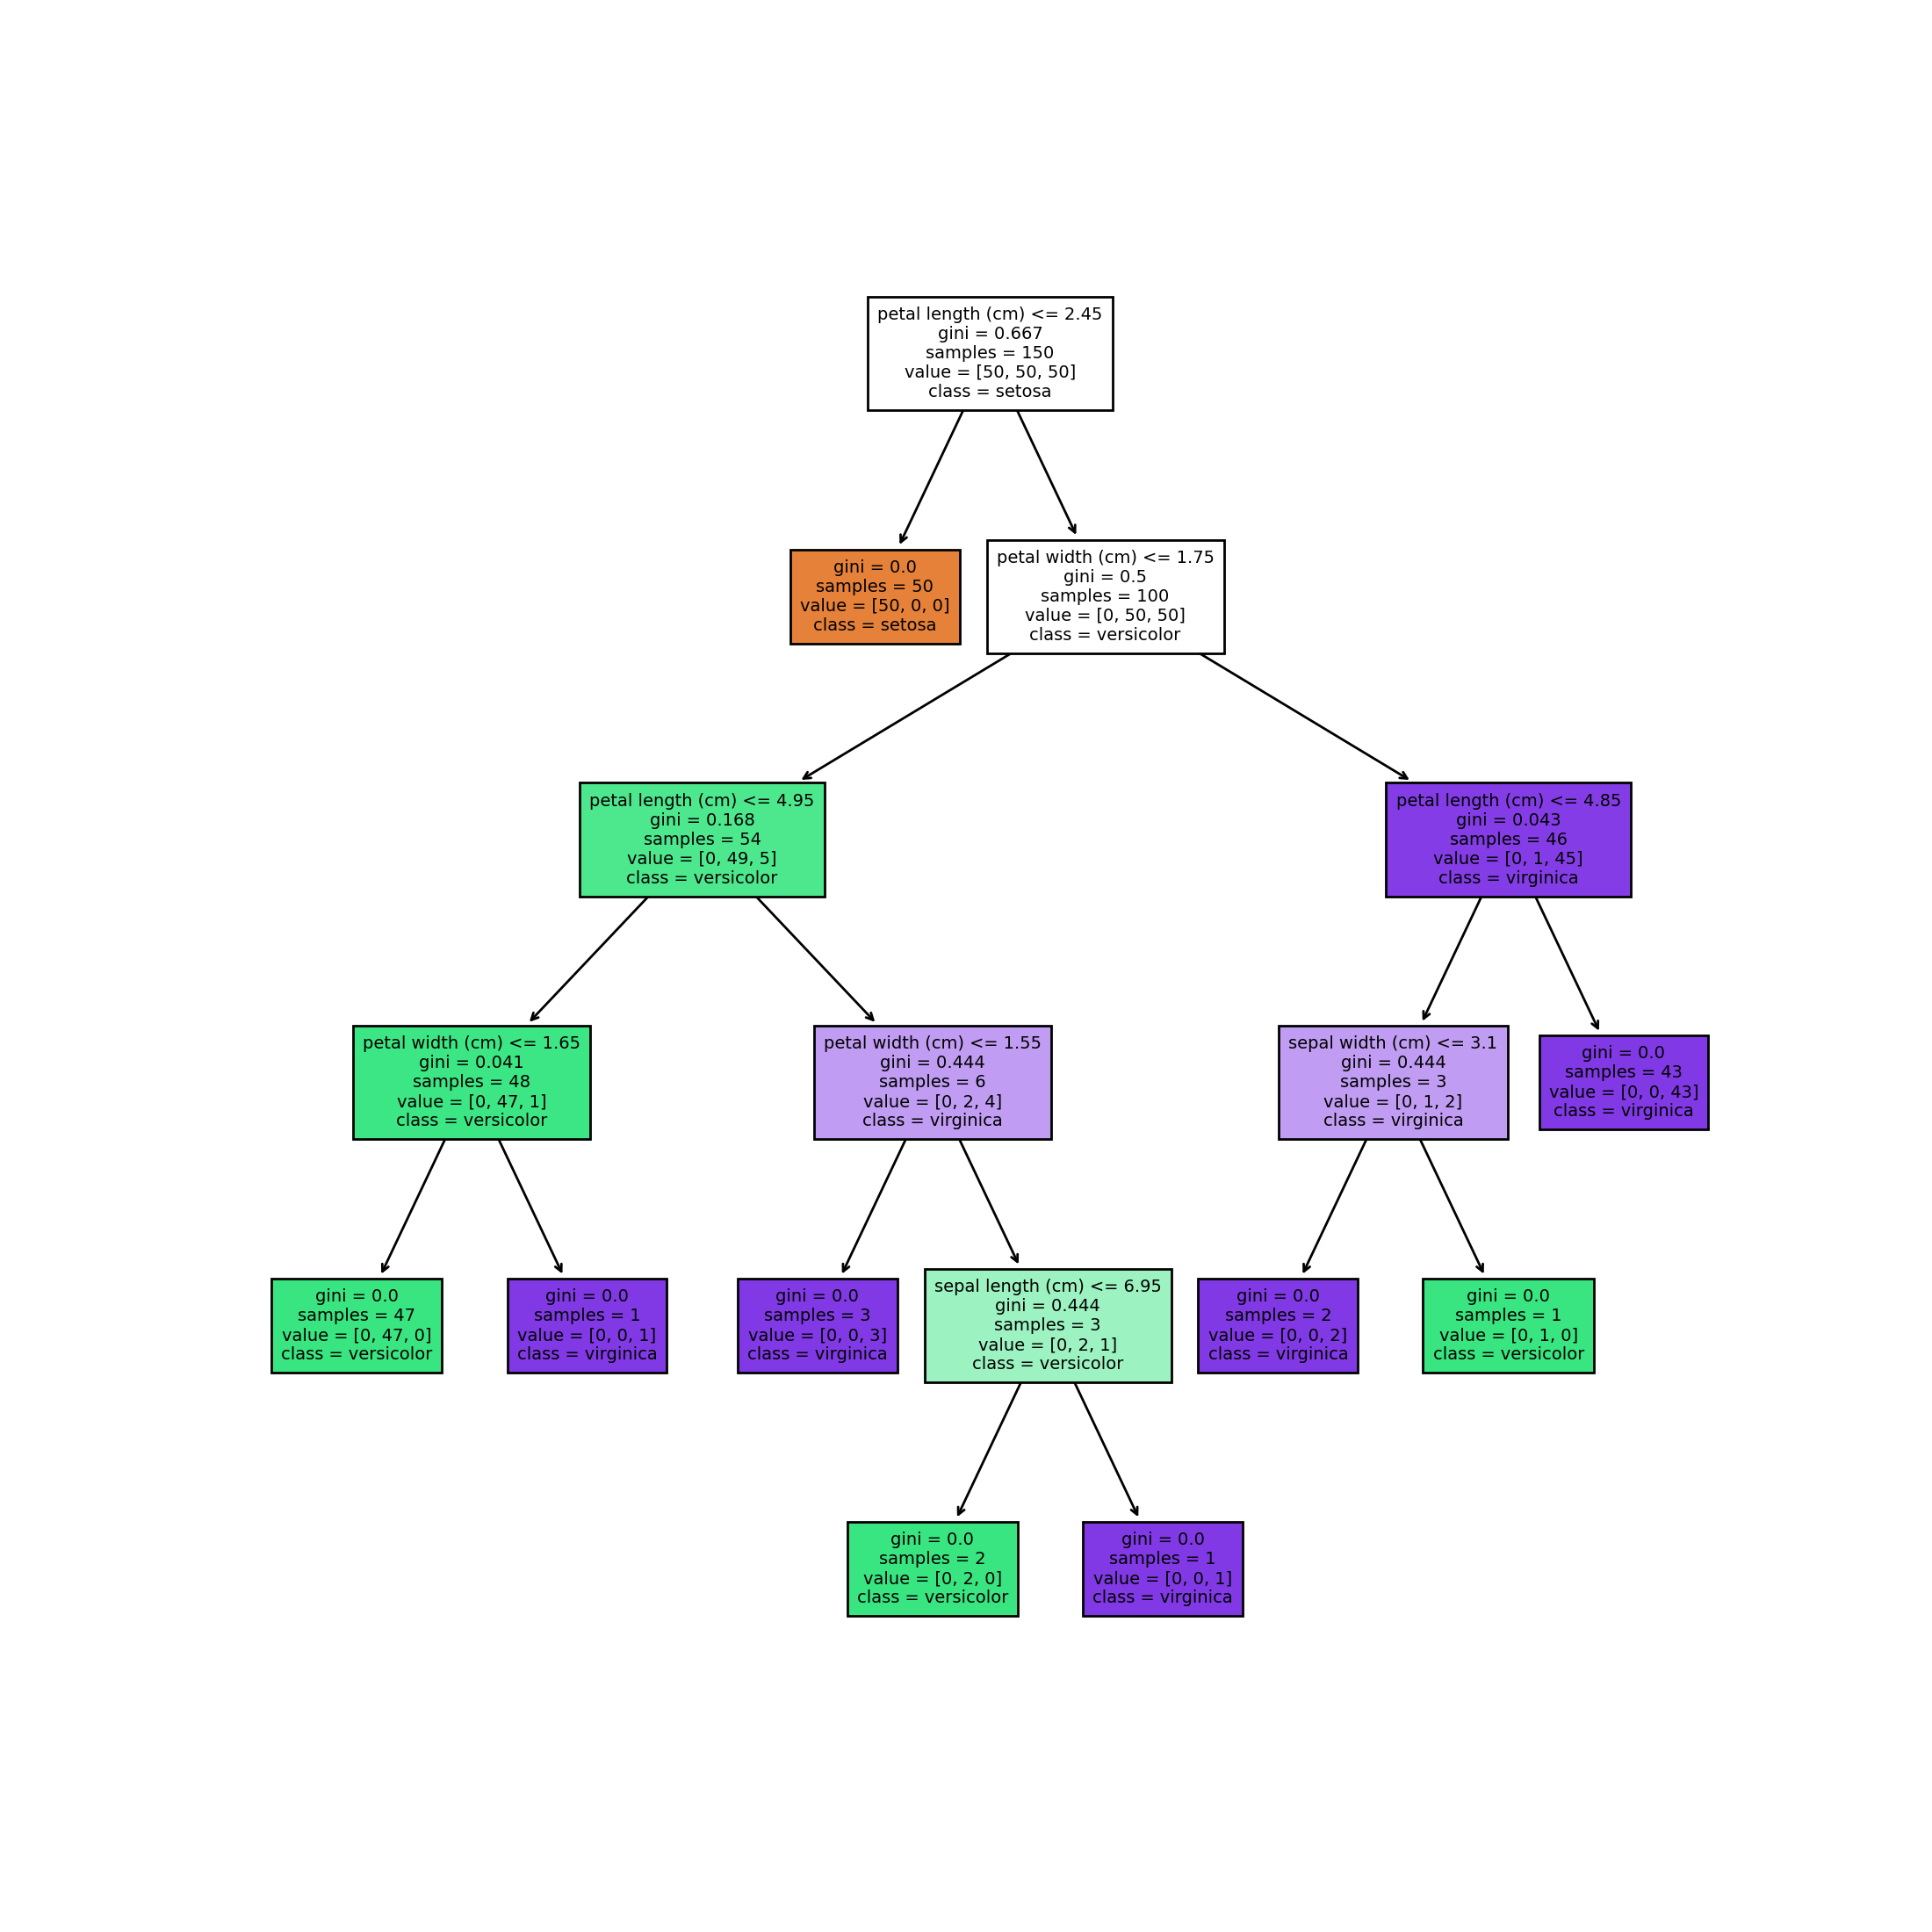 petal length (cm) <= 2.45
gini = 0.667
samples = 150
value = [50, 50, 50]
class = setosa
gini = 0.0
samples = 50
value = [50, 0, 0]
class = setosa
petal width (cm) <= 1.75
gini = 0.5
samples = 100
value = [0, 50, 50]
class = versicolor
petal length (cm) <= 4.95
gini = 0.168
samples = 54
value = [0, 49, 5]
class = versicolor
petal length (cm) <= 4.85
gini = 0.043
samples = 46
value = [0, 1, 45]
class = virginica
petal width (cm) <= 1.65
gini = 0.041
samples = 48
value = [0, 47, 1]
class = versicolor
petal width (cm) <= 1.55
gini = 0.444
samples = 6
value = [0, 2, 4]
class = virginica
sepal width (cm) <= 3.1
gini = 0.444
samples = 3
value = [0, 1, 2]
class = virginica
gini = 0.0
samples = 43
value = [0, 0, 43]
class = virginica
gini = 0.0
samples = 47
value = [0, 47, 0]
class = versicolor
gini = 0.0
samples = 1
value = [0, 0, 1]
class = virginica
gini = 0.0
samples = 3
value = [0, 0, 3]
class = virginica
sepal length (cm) <= 6.95
gini = 0.444
samples = 3
value = [0, 2, 1]
class = versicolor
gini = 0.0
samples = 2
value = [0, 0, 2]
class = virginica
gini = 0.0
samples = 1
value = [0, 1, 0]
class = versicolor
gini = 0.0
samples = 2
value = [0, 2, 0]
class = versicolor
gini = 0.0
samples = 1
value = [0, 0, 1]
class = virginica